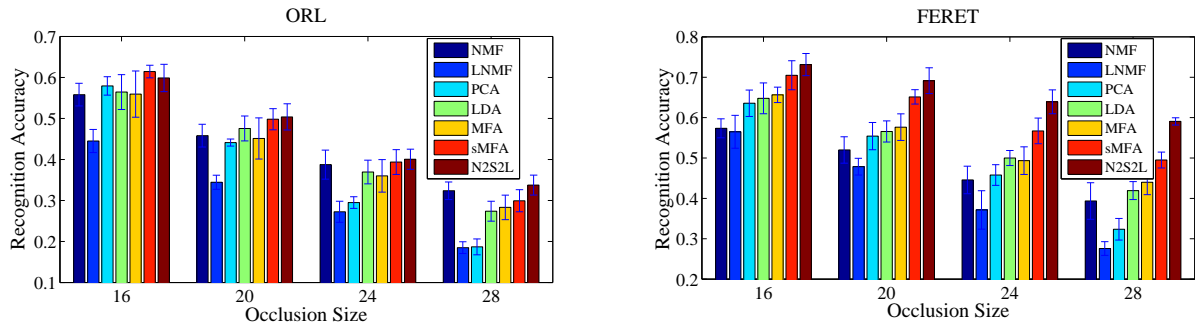 ORL
Recognition Accuracy
0.7
0.6
0.5
0.4
0.3
0.2
0.1
NMF
LNMF
PCA
LDA
MFA
sMFA
N2S2L
16 20 24 28
Occlusion Size
FERET
Recognition Accuracy
0.8
0.7
0.6
0.5
0.4
0.3
0.2
NMF
LNMF
PCA
LDA
MFA
sMFA
N2S2L
16 20 24 28
Occlusion Size